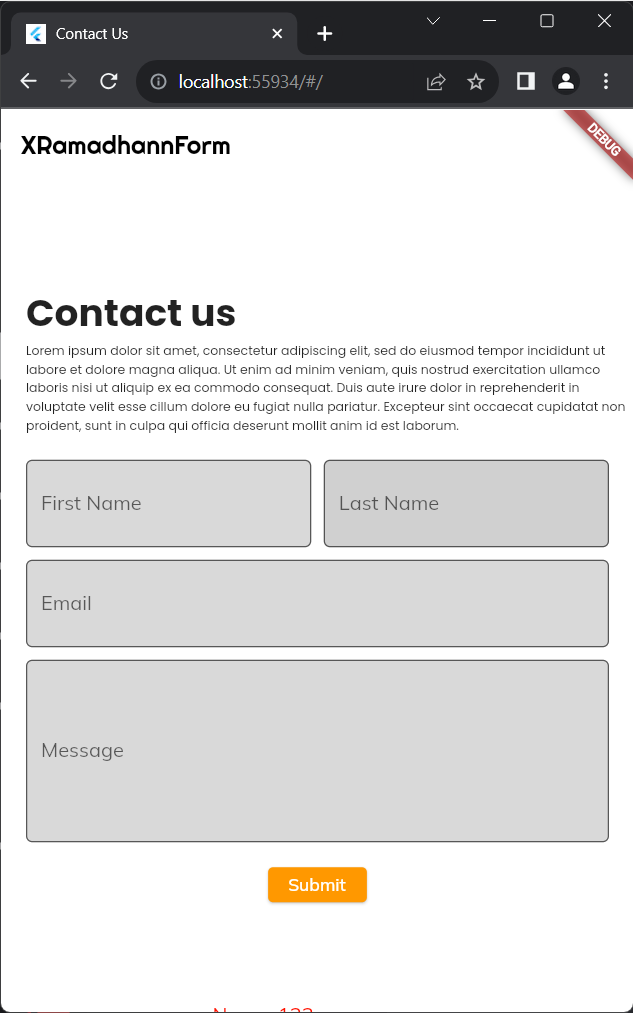 Contact Us
localhost:55934/#/
DEBUG
XRamadhannForm
Contact us
Lorem ipsum dolor sit amet, consectetur adipiscing elit, sed do eiusmod tempor incididunt ut
labore et dolore magna aliqua. Ut enim ad minim veniam, quis nostrud exercitation ullamco
laboris nisi ut aliquip ex ea commodo consequat. Duis aute irure dolor in reprehenderit in
voluptate velit esse cillum dolore eu fugiat nulla pariatur. Excepteur sint occaecat cupidatat non
proident, sunt in culpa qui officia deserunt mollit anim id est laborum.
First Name
Last Name
Email
Message
Submit